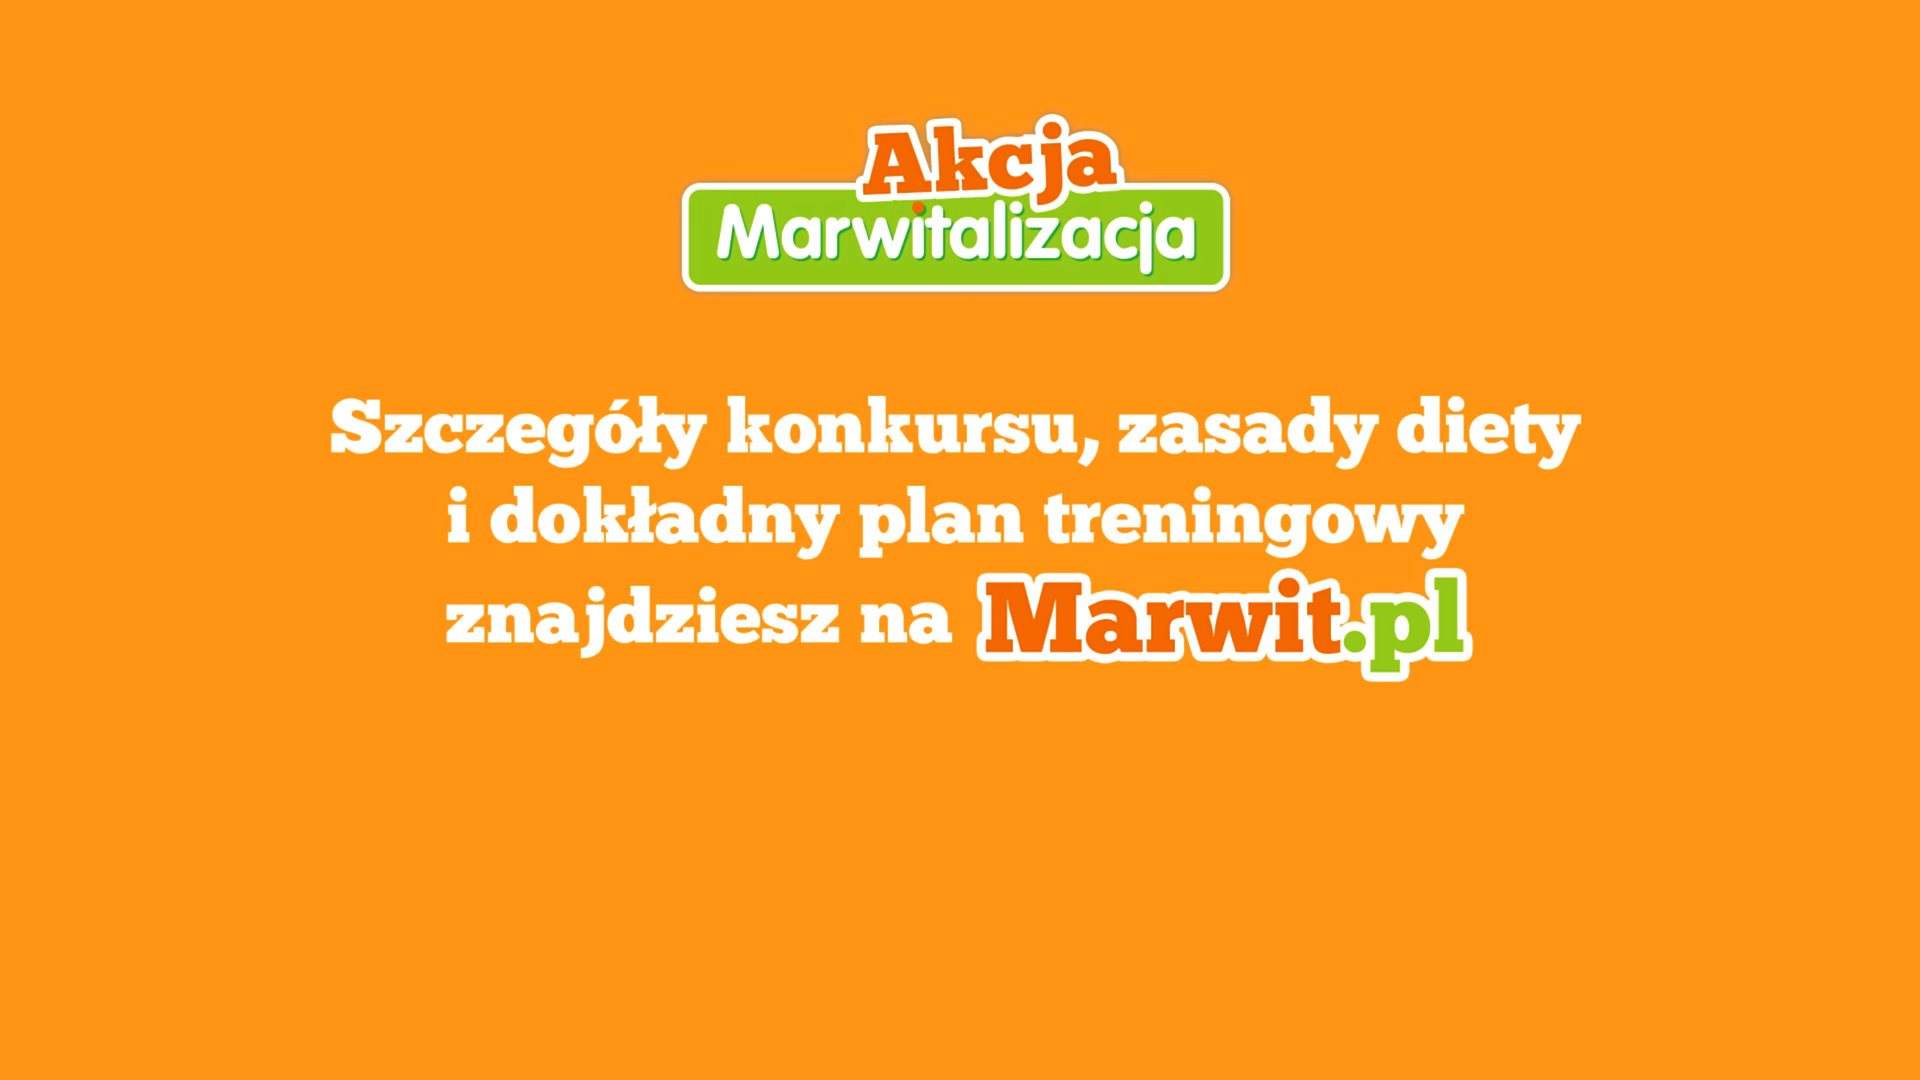 Akcja
Marwitalizacja
Szczegóły konkursu, zasady diety
i dokładny plan treningowy
znajdziesz na Marwit.pl